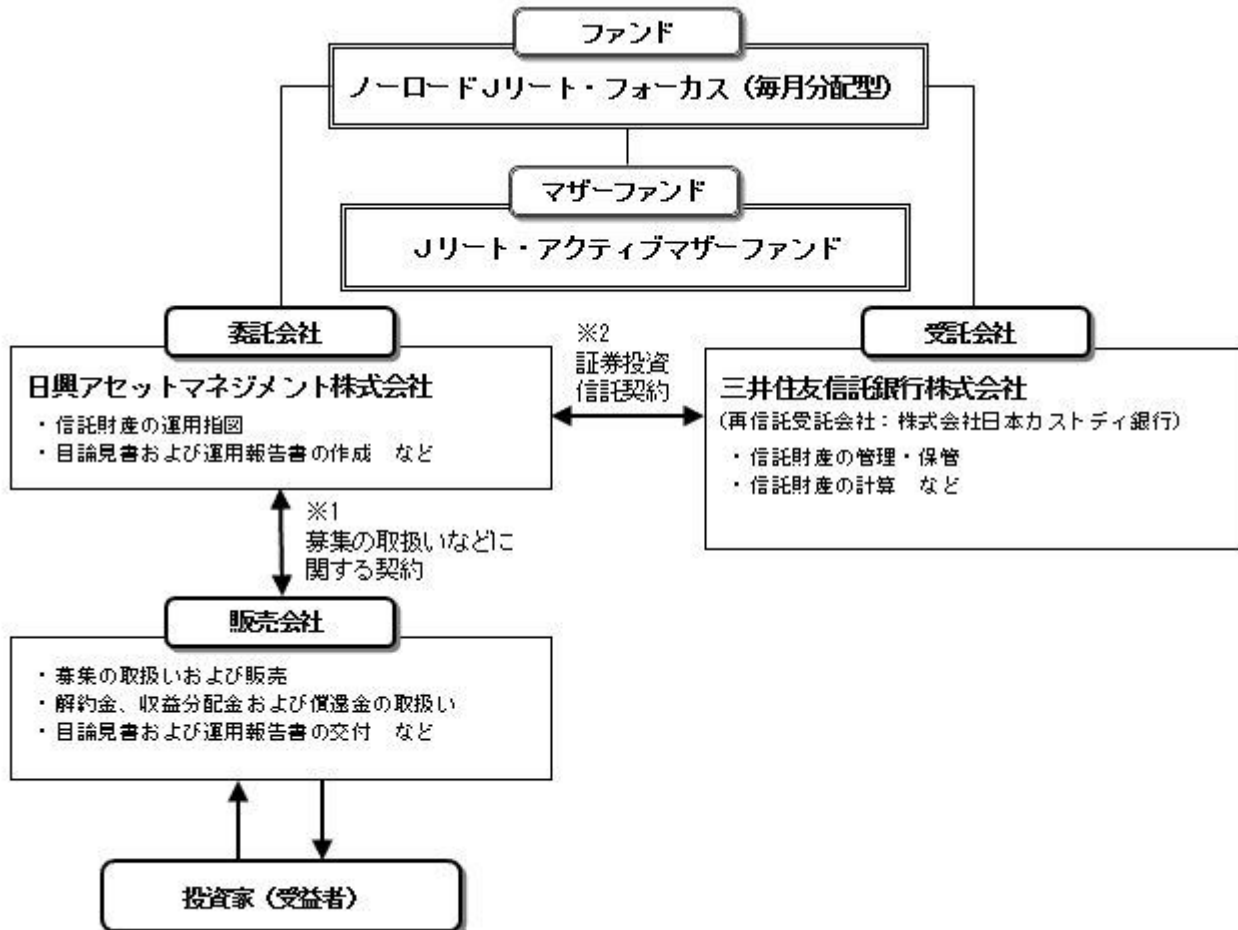 ファンド
ノーロードJリート・フォーカス（毎月分配型）
マザーファンド
Jリート・アクティブマザーファンド
委託会社
日興アセットマネジメント株式会社
・信託財産の運用指図
・目論見書および運用報告書の作成　など
※2
証券投資
信託契約
受託会社
三井住友信託銀行株式会社
(再信託受託会社：株式会社日本カストディ銀行)
・信託財産の管理・保管
・信託財産の計算　など
※1
募集の取扱いなどに
関する契約
販売会社
・募集の取扱いおよび販売
・解約金、収益分配金および償還金の取扱い
・目論見書および運用報告書の交付　など
投資家（受益者）